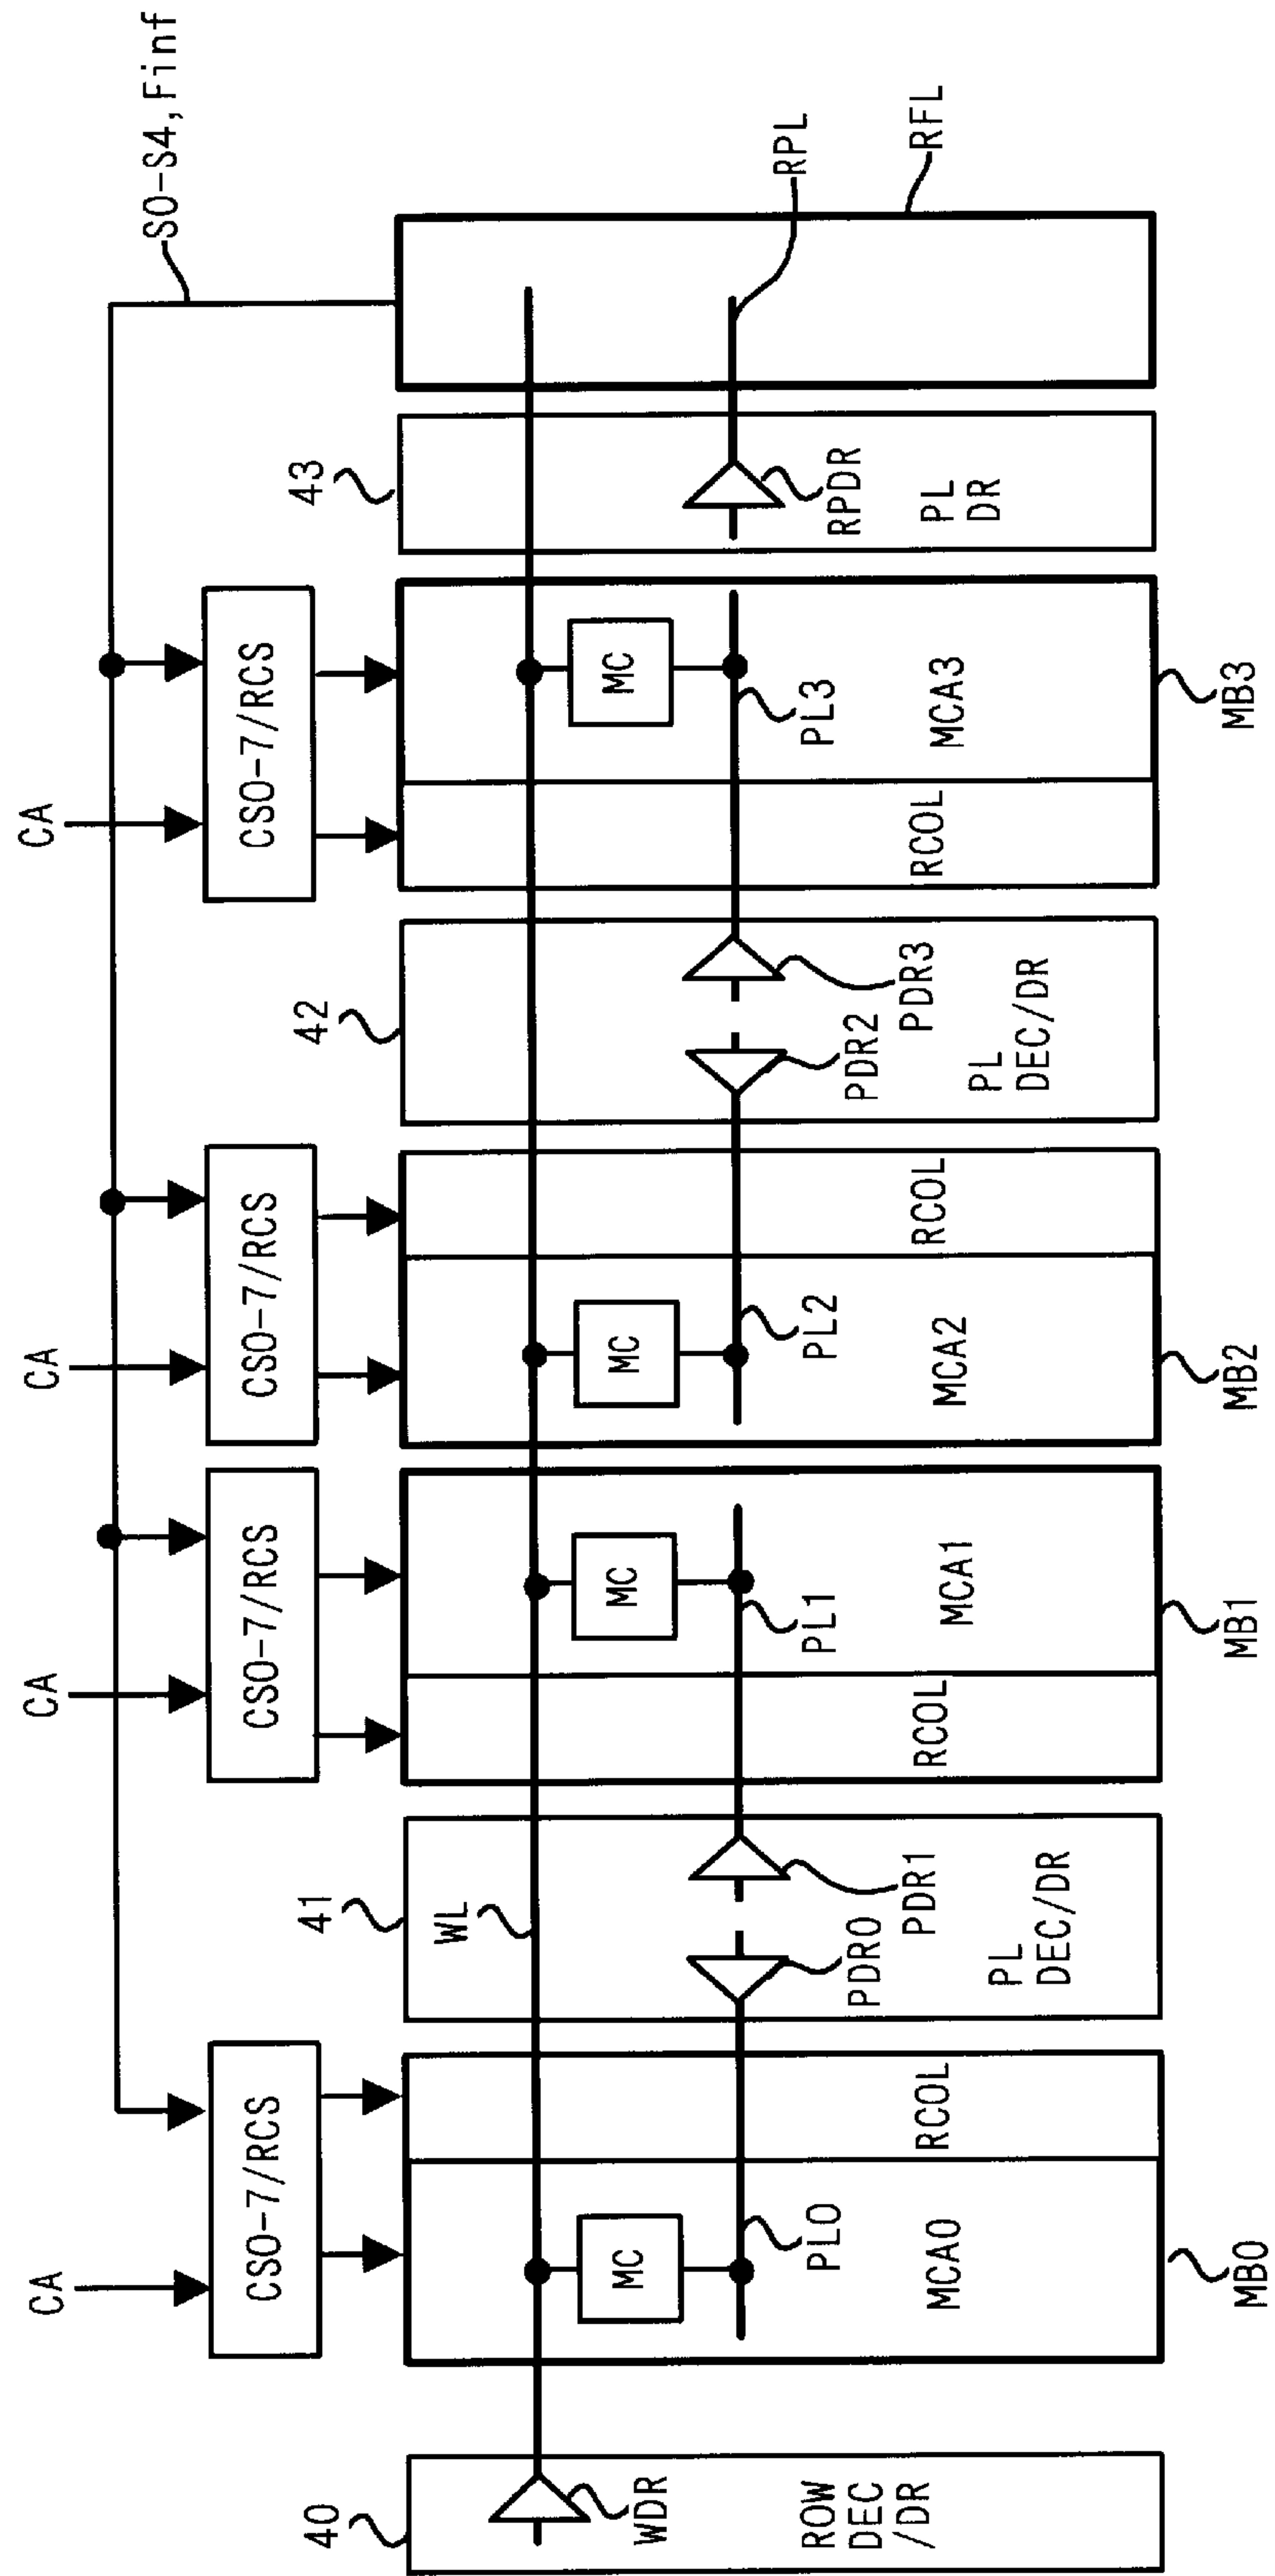 S0-S4, Finf
CA
CA
CA
CA
CS0-7/RCS
CS0-7/RCS
CS0-7/RCS
CS0-7/RCS
40
41
42
43
WDR
ROW
DEC
/DR
MC
PL0
MCA0
RCOL
MB0
WL
PDR0
PDR1
PL
DEC/DR
RCOL
MC
PL1
MCA1
MB1
MC
PL2
MCA2
RCOL
MB2
PDR2
PDR3
PL
DEC/DR
RCOL
MC
PL3
MCA3
MB3
RPDR
PL
DR
RPL
RFL